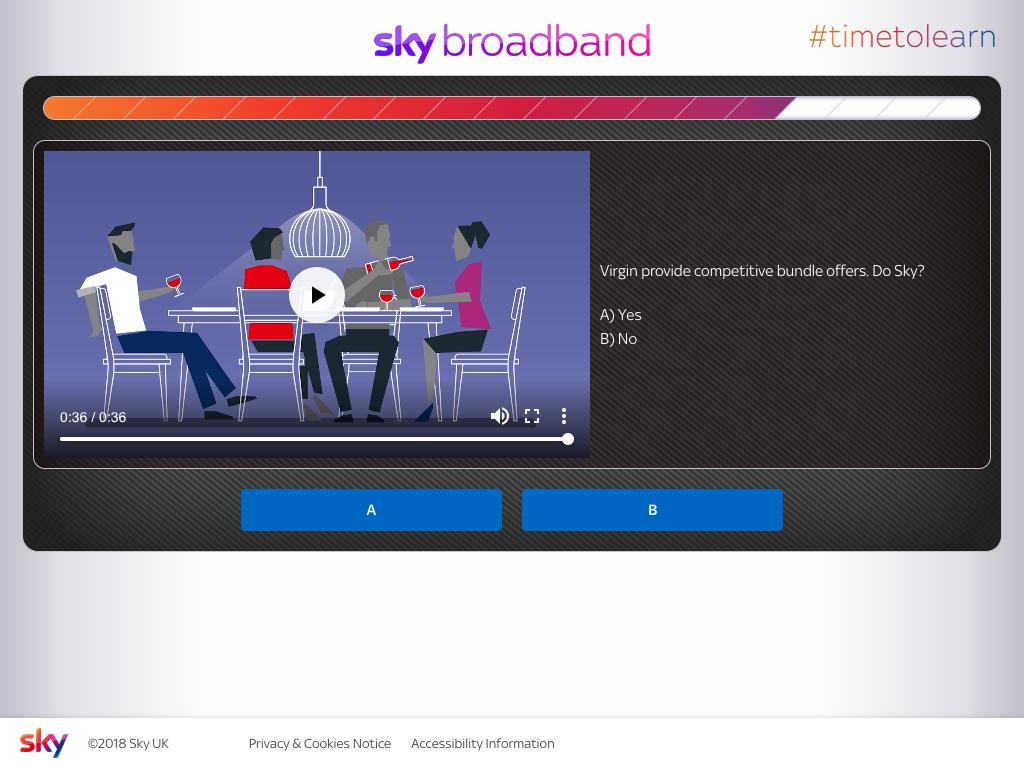 sky broadband
#timetolearn
Virgin provide competitive bundle offers. Do Sky?
A) Yes
B) No
0:36 / 0:36
A
B
sky
©2018 Sky UK
Privacy & Cookies Notice
Accessibility Information